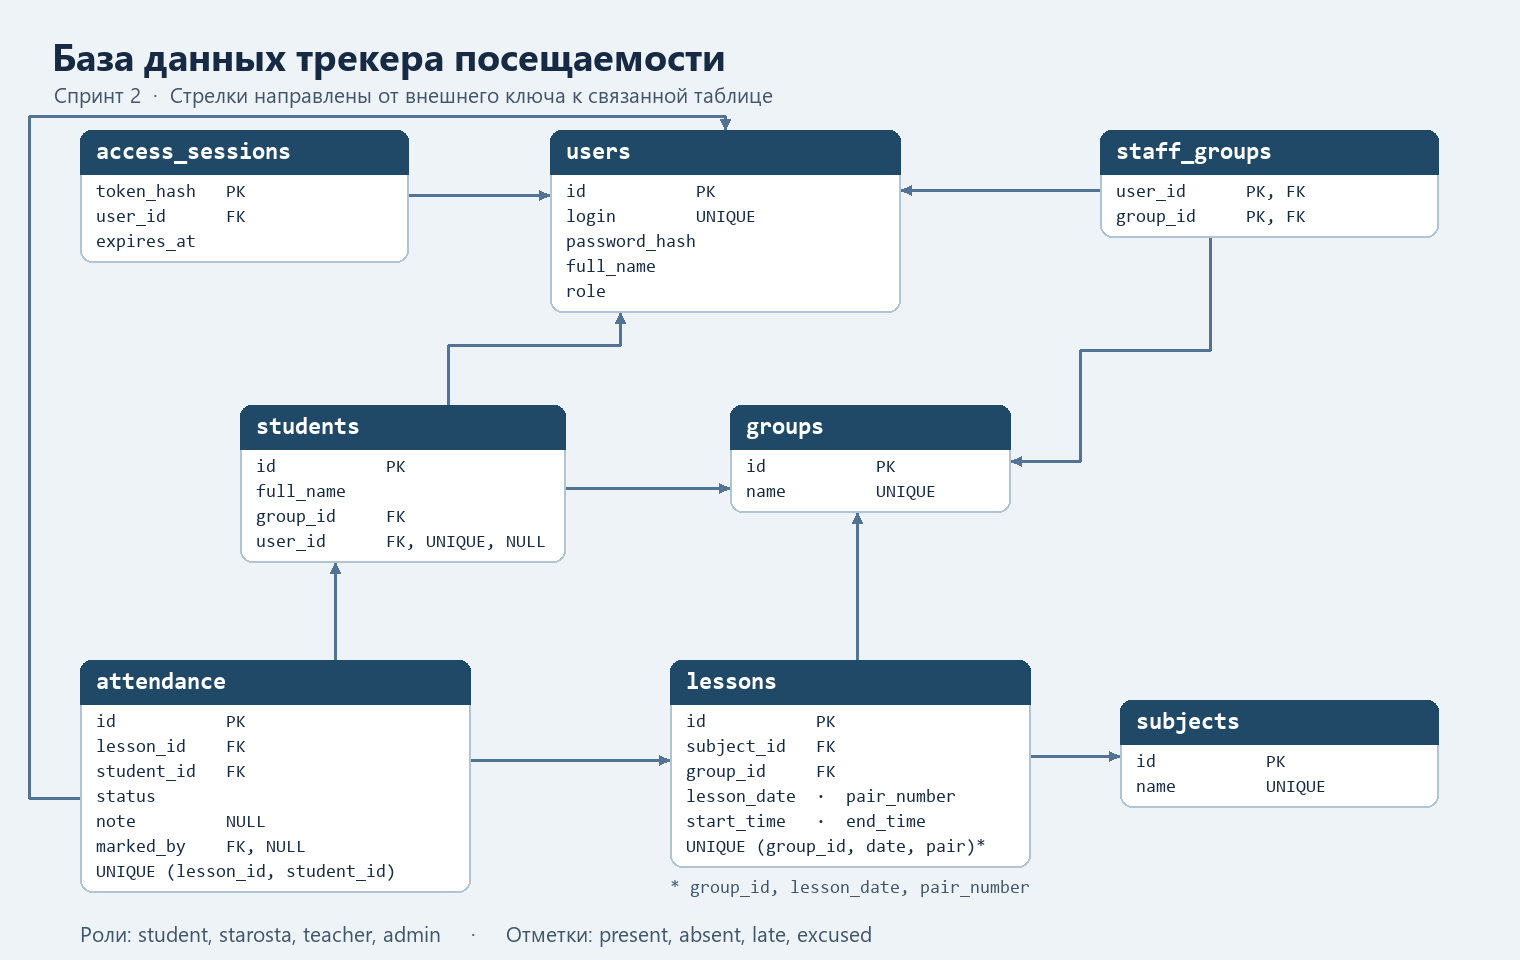 База данных трекера посещаемости
Спринт 2 · Стрелки направлены от внешнего ключа к связанной таблице
access_sessions
token_hash PK
user_id FK
expires_at
users
id PK
login UNIQUE
password_hash
full_name
role
staff_groups
user_id PK, FK
group_id PK, FK
students
id PK
full_name
group_id FK
user_id FK, UNIQUE, NULL
groups
id PK
name UNIQUE
attendance
id PK
lesson_id FK
student_id FK
status
note NULL
marked_by FK, NULL
UNIQUE (lesson_id, student_id)
lessons
id PK
subject_id FK
group_id FK
lesson_date · pair_number
start_time · end_time
UNIQUE (group_id, date, pair)*
* group_id, lesson_date, pair_number
subjects
id PK
name UNIQUE
Роли: student, starosta, teacher, admin · Отметки: present, absent, late, excused